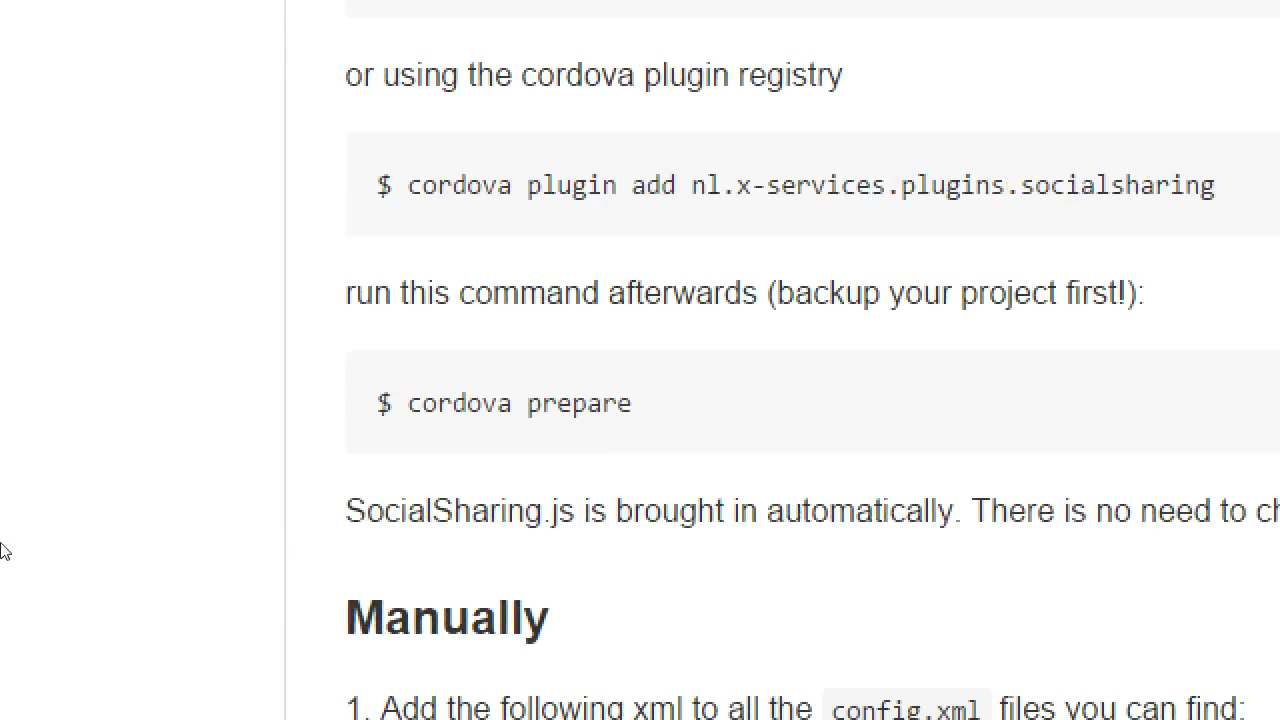 or using the cordova plugin registry
$ cordova plugin add nl.x-services.plugins.socialsharing
run this command afterwards (backup your project first!):
$ cordova prepare
SocialSharing.js is brought in automatically. There is no need to
Manually
1. Add the following xml to all the config.xml files you can find: